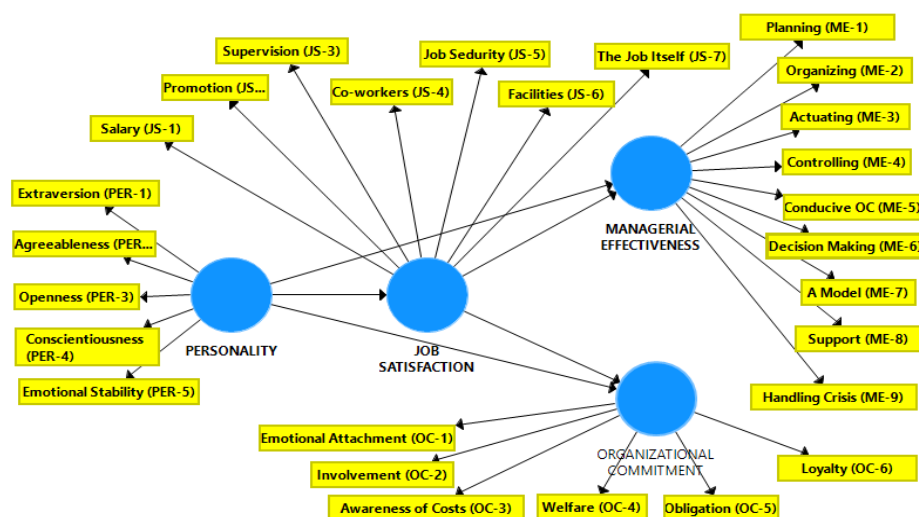 Planning (ME-1)
Supervision (JS-3)
Job Sedurity (JS-5)
The Job Itself (JS-7)
Organizing (ME-2)
Promotion (JS...
Co-workers (JS-4)
Facilities (JS-6)
Actuating (ME-3)
Salary (JS-1)
Controlling (ME-4)
Extraversion (PER-1)
Conducive OC (ME-5)
MANAGERIAL
EFFECTIVENESS
Agreeableness (PER...
Decision Making (ME-6)
Openness (PER-3)
A Model (ME-7)
Conscientiousness
(PER-4)
PERSONALITY
JOB
SATISFACTION
Support (ME-8)
Emotional Stability (PER-5)
Handling Crisis (ME-9)
Emotional Attachment (OC-1)
ORGANIZATIONAL
COMMITMENT
Involvement (OC-2)
Loyalty (OC-6)
Awareness of Costs (OC-3)
Welfare (OC-4)
Obligation (OC-5)